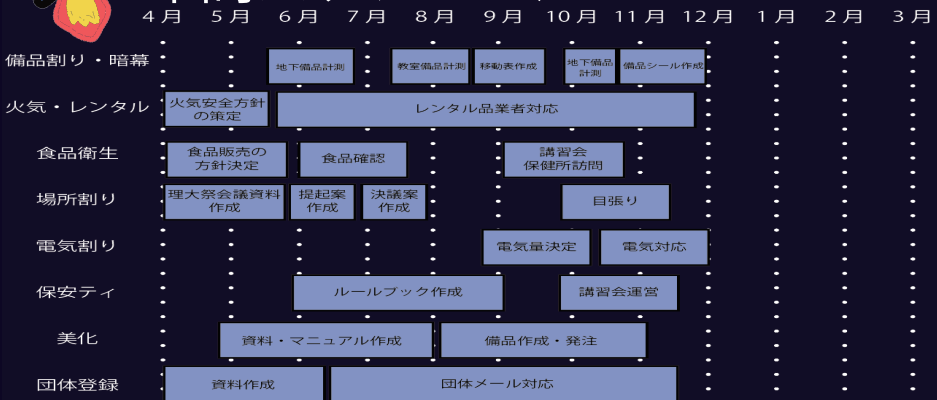 4月 5月 6月 7月 8月 9月 10月 11月 12月 1月 2月 3月
備品割り・暗幕
地下備品計測
教室備品計測
移動表作成
地下備品
計測
備品シール作成
火気・レンタル
火気安全方針
の策定
レンタル品業者対応
食品衛生
食品販売の
方針決定
食品確認
講習会
保健所訪問
場所割り
理大祭会議資料
作成
提起案
作成
決議案
作成
目張り
電気割り
電気量決定
電気対応
保安ティ
ルールブック作成
講習会運営
美化
資料・マニュアル作成
備品作成・発注
団体登録
資料作成
団体メール対応